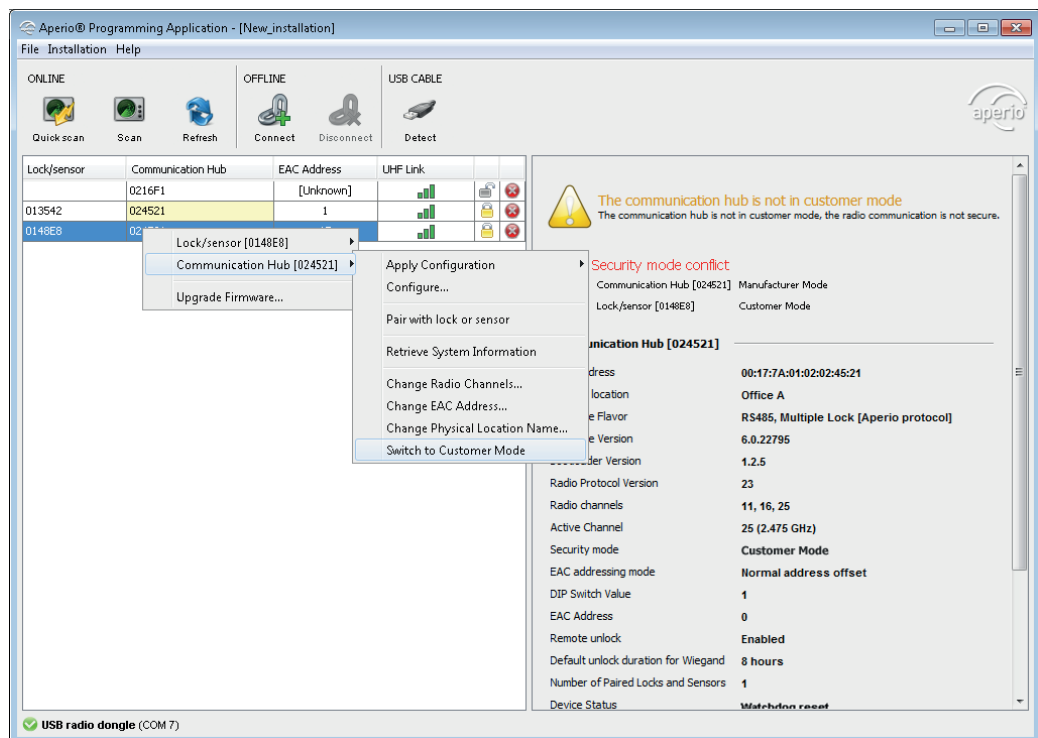 Aperio® Programming Application - [New_installation]
File Installation Help
ONLINE OFFLINE USB CABLE
Quick scan Scan Refresh Connect Disconnect Detect
aperio
Lock/sensor Communication Hub EAC Address UHF Link
0216F1 [Unknown]
013542 024521 1
0148E8
Lock/sensor [0148E8]
Communication Hub [024521]
Upgrade Firmware...
Apply Configuration
Configure...
Pair with lock or sensor
Retrieve System Information
Change Radio Channels...
Change EAC Address...
Change Physical Location Name...
Switch to Customer Mode
The communication hub is not in customer mode
The communication hub is not in customer mode, the radio communication is not secure.
Security mode conflict
Communication Hub [024521] Manufacturer Mode
Lock/sensor [0148E8] Customer Mode
unication Hub [024521]
dress 00:17:7A:01:02:02:45:21
location Office A
e Flavor RS485, Multiple Lock [Aperio protocol]
e Version 6.0.22795
der Version 1.2.5
Radio Protocol Version 23
Radio channels 11, 16, 25
Active Channel 25 (2.475 GHz)
Security mode Customer Mode
EAC addressing mode Normal address offset
DIP Switch Value 1
EAC Address 0
Remote unlock Enabled
Default unlock duration for Wiegand 8 hours
Number of Paired Locks and Sensors 1
Device Status Watchdog reset
USB radio dongle (COM 7)